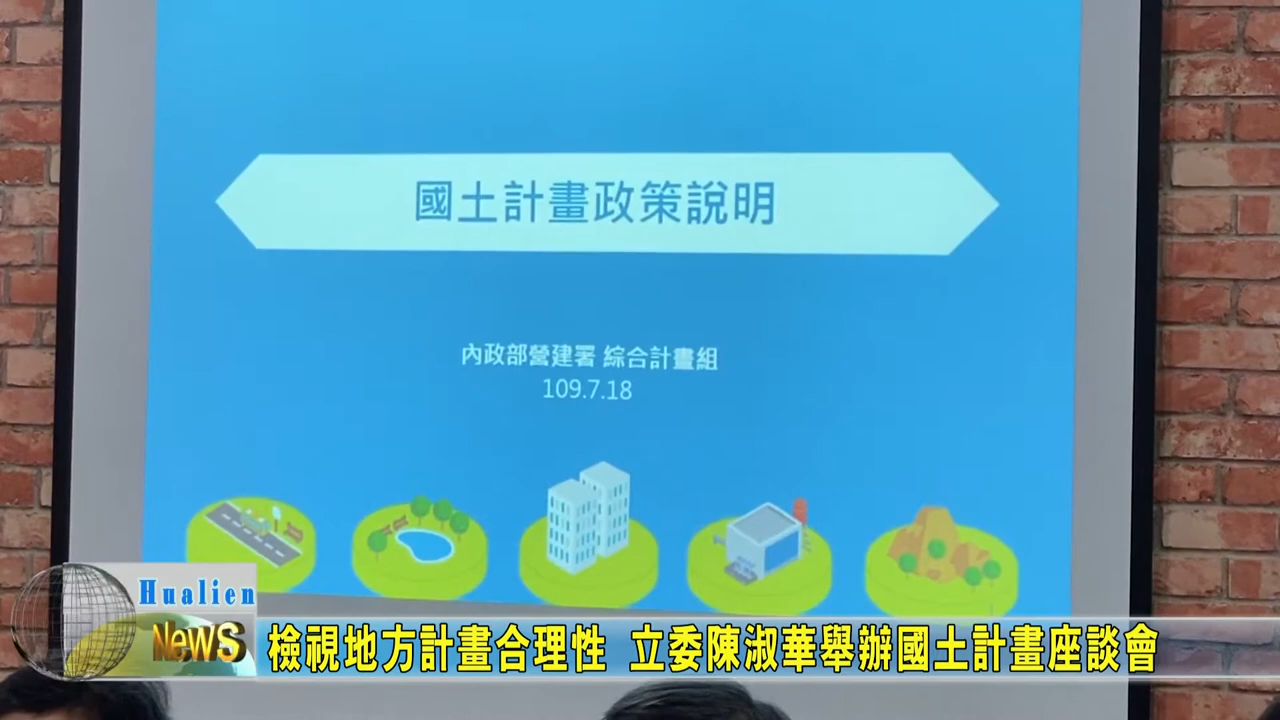 國土計畫政策說明
內政部營建署 綜合計畫組
109.7.18
Hualien
NewS
檢視地方計畫合理性 立委陳淑華舉辦國土計畫座談會